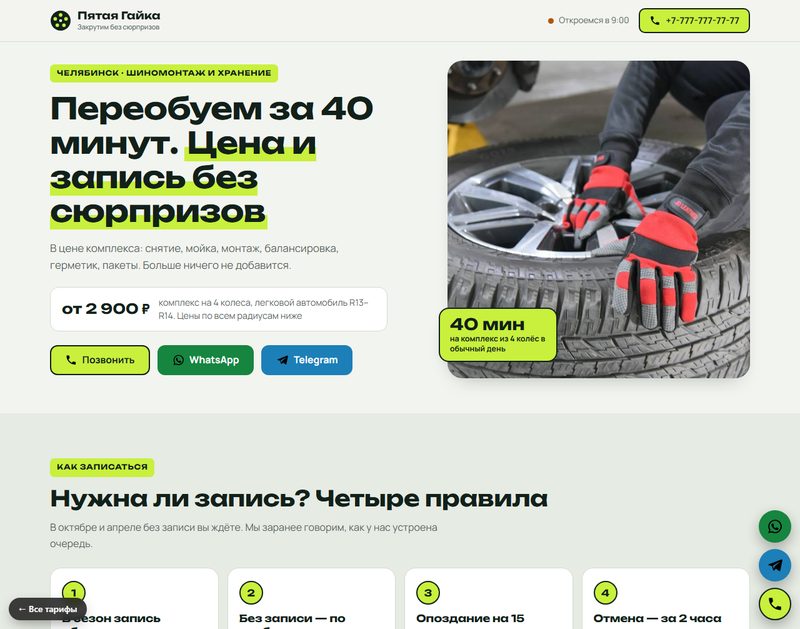 Пятая Гайка
Закрутим без сюрпризов
Откроемся в 9:00
+7-777-777-77-77
ЧЕЛЯБИНСК · ШИНОМОНТАЖ И ХРАНЕНИЕ
Переобуем за 40
минут. Цена и
запись без
сюрпризов
В цене комплекса: снятие, мойка, монтаж, балансировка,
герметик, пакеты. Больше ничего не добавится.
от 2 900 ₽
комплекс на 4 колеса, легковой автомобиль R13–
R14. Цены по всем радиусам ниже
Позвонить
WhatsApp
Telegram
40 мин
на комплекс из 4 колёс в
обычный день
КАК ЗАПИСАТЬСЯ
Нужна ли запись? Четыре правила
В октябре и апреле без записи вы ждёте. Мы заранее говорим, как у нас устроена
очередь.
1
2
3
4
← Все тарифы
В сезон запись
Без записи — по
Опоздание на 15
Отмена — за 2 часа